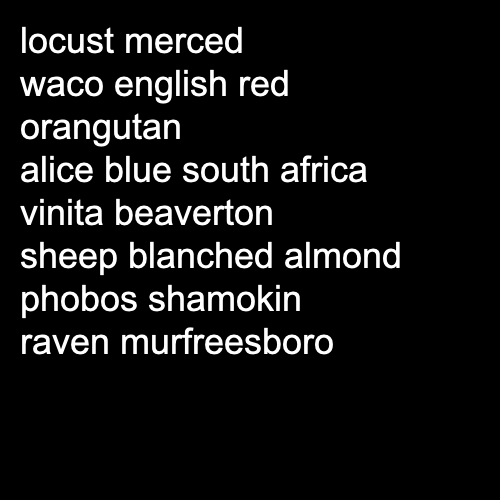 locust merced
waco english red
orangutan
alice blue south africa
vinita beaverton
sheep blanched almond
phobos shamokin
raven murfreesboro